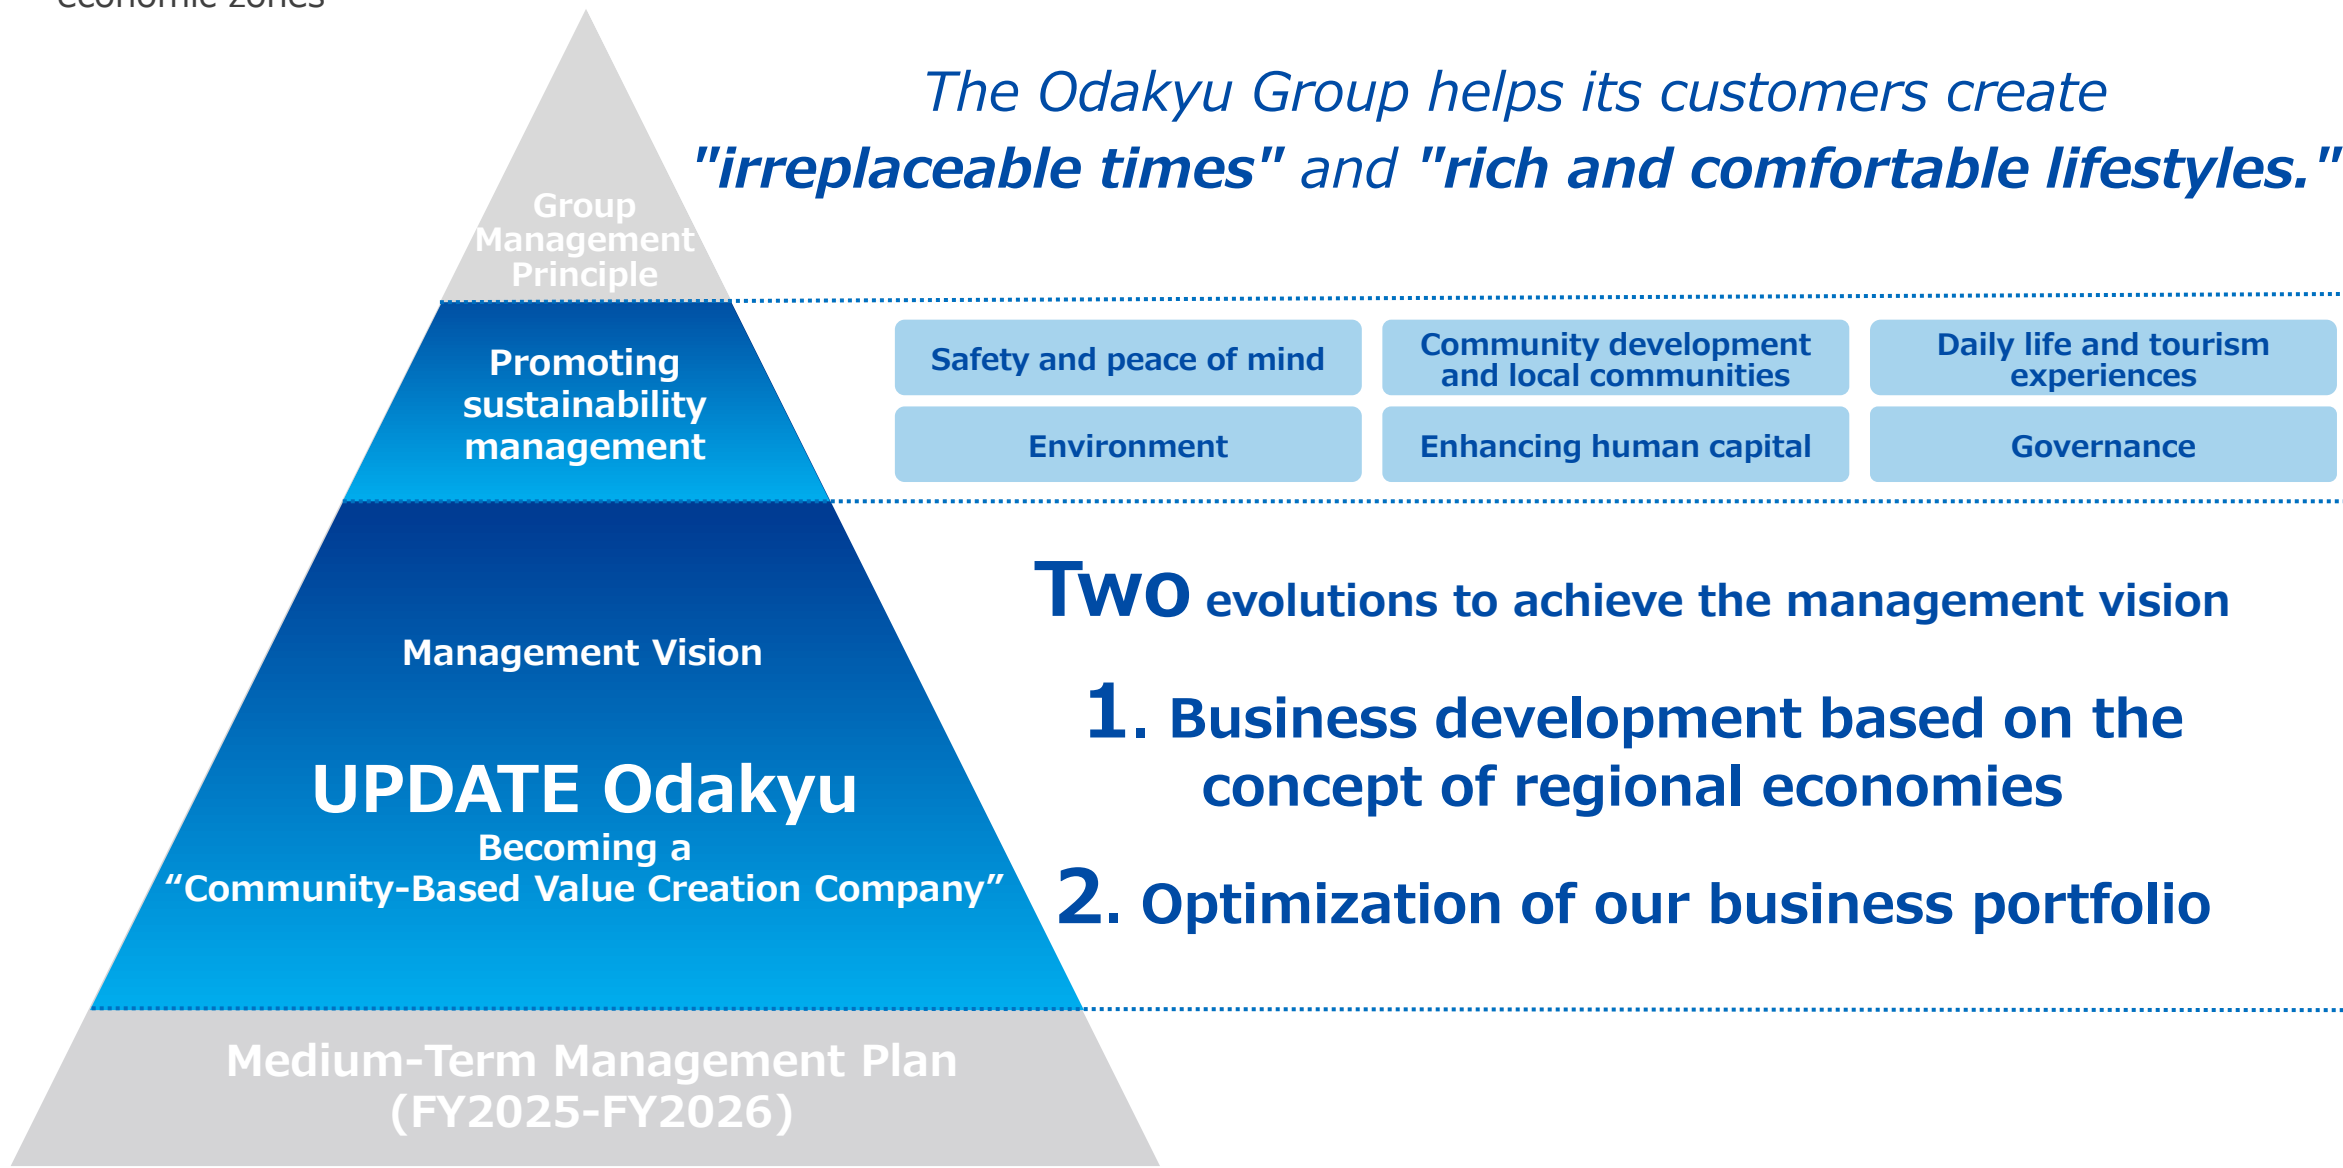 economic zones
The Odakyu Group helps its customers create
"irreplaceable times" and "rich and comfortable lifestyles."
Group
Management
Principle
Promoting
sustainability
management
Safety and peace of mind
Community development
and local communities
Daily life and tourism
experiences
Environment
Enhancing human capital
Governance
Management Vision
UPDATE Odakyu
Becoming a
“Community-Based Value Creation Company”
Two evolutions to achieve the management vision
1. Business development based on the
concept of regional economies
2. Optimization of our business portfolio
Medium-Term Management Plan
(FY2025-FY2026)